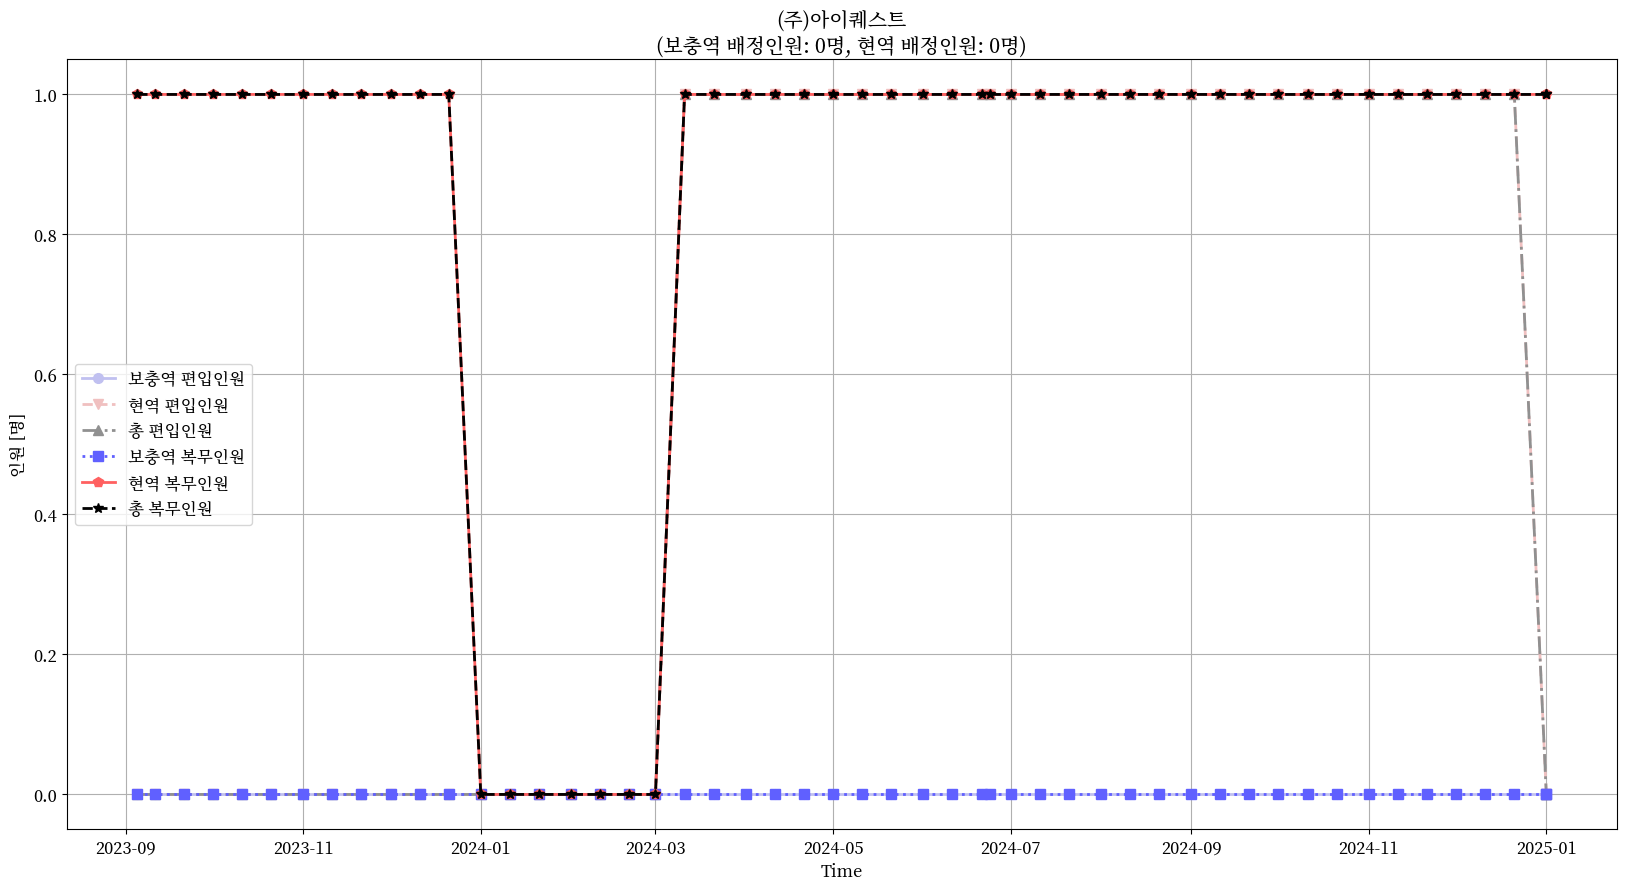 (주)아이퀘스트
(보충역 배정인원: 0명, 현역 배정인원: 0명)
인원 [명]
1.0
0.8
0.6
0.4
0.2
0.0
보충역 편입인원
현역 편입인원
총 편입인원
보충역 복무인원
현역 복무인원
총 복무인원
2023-09 2023-11 2024-01 2024-03 2024-05 2024-07 2024-09 2024-11 2025-01
Time